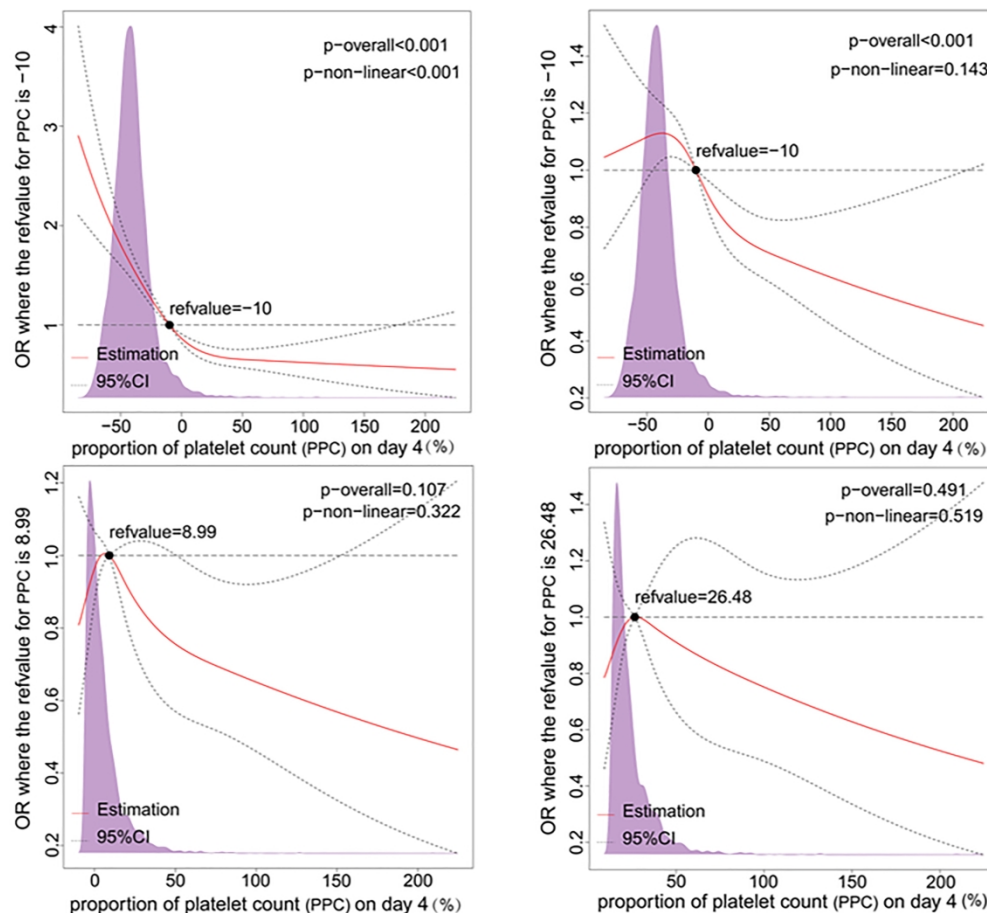 OR where the refvalue for PPC is −10
4
3
2
1
p−overall<0.001
p−non−linear<0.001
refvalue=−10
Estimation
95%CI
−50 0 50 100 150 200
proportion of platelet count (PPC) on day 4 (%)
OR where the refvalue for PPC is −10
1.4
1.2
1.0
0.8
0.6
0.4
0.2
p−overall<0.001
p−non−linear=0.143
refvalue=−10
Estimation
95%CI
−50 0 50 100 150 200
proportion of platelet count (PPC) on day 4 (%)
OR where the refvalue for PPC is 8.99
1.2
1.0
0.8
0.6
0.4
0.2
p−overall=0.107
p−non−linear=0.322
refvalue=8.99
Estimation
95%CI
0 50 100 150 200
proportion of platelet count (PPC) on day 4 (%)
OR where the refvalue for PPC is 26.48
1.4
1.2
1.0
0.8
0.6
0.4
0.2
p−overall=0.491
p−non−linear=0.519
refvalue=26.48
Estimation
95%CI
50 100 150 200
proportion of platelet count (PPC) on day 4 (%)